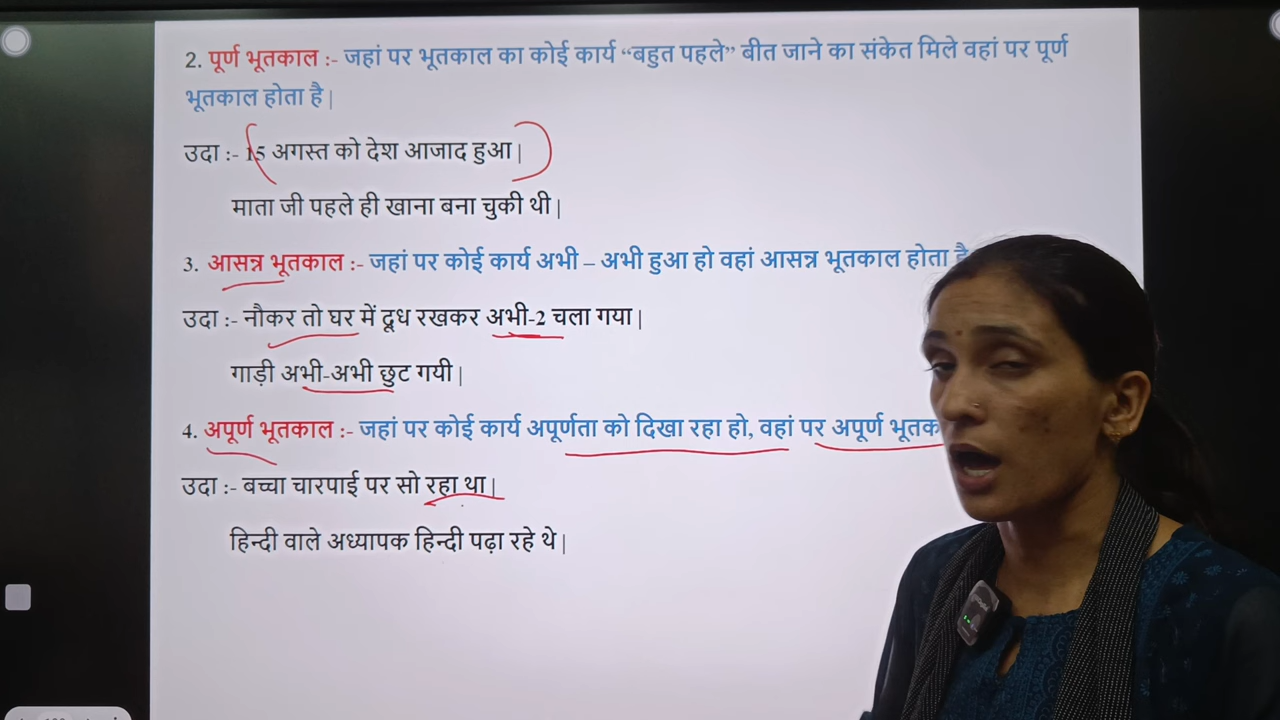 2. पूर्ण भूतकाल :- जहां पर भूतकाल का कोई कार्य “बहुत पहले” बीत जाने का संकेत मिले वहां पर पूर्ण
भूतकाल होता है |
उदा :- 15 अगस्त को देश आजाद हुआ |
माता जी पहले ही खाना बना चुकी थी |
3. आसन्न भूतकाल :- जहां पर कोई कार्य अभी – अभी हुआ हो वहां आसन्न भूतकाल होता है
उदा :- नौकर तो घर में दूध रखकर अभी-2 चला गया |
गाड़ी अभी-अभी छुट गयी |
4. अपूर्ण भूतकाल :- जहां पर कोई कार्य अपूर्णता को दिखा रहा हो, वहां पर अपूर्ण
उदा :- बच्चा चारपाई पर सो रहा था |
हिन्दी वाले अध्यापक हिन्दी पढ़ा रहे थे |